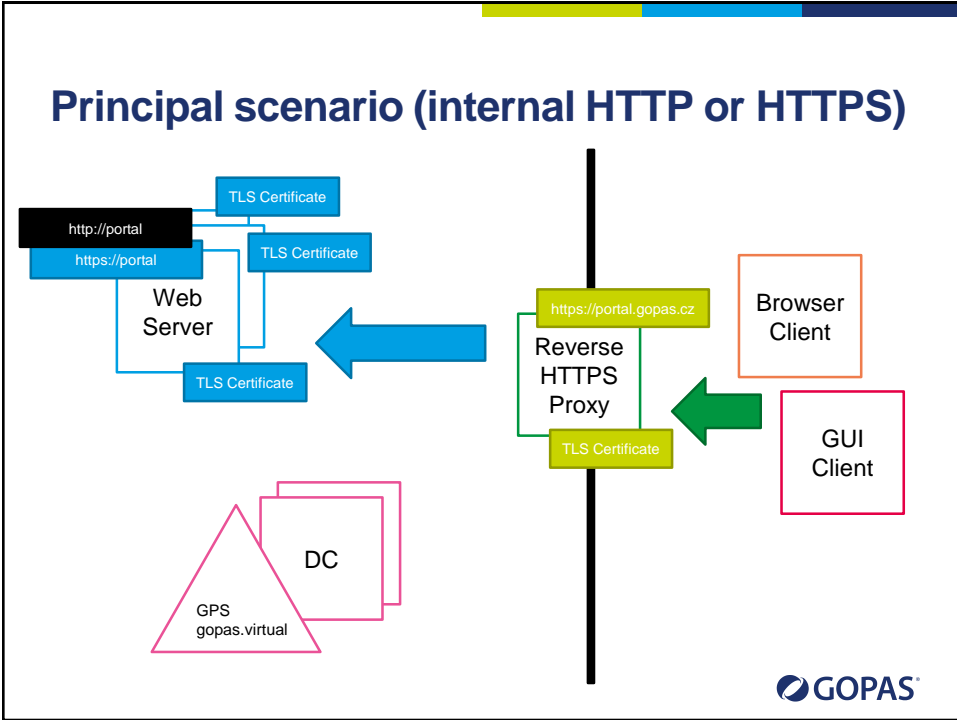 Principal scenario (internal HTTP or HTTPS)
TLS Certificate
http://portal
TLS Certificate
https://portal
Web
Server
TLS Certificate
https://portal.gopas.cz
Reverse
HTTPS
Proxy
TLS Certificate
Browser
Client
GUI
Client
DC
GPS
gopas.virtual
GOPAS